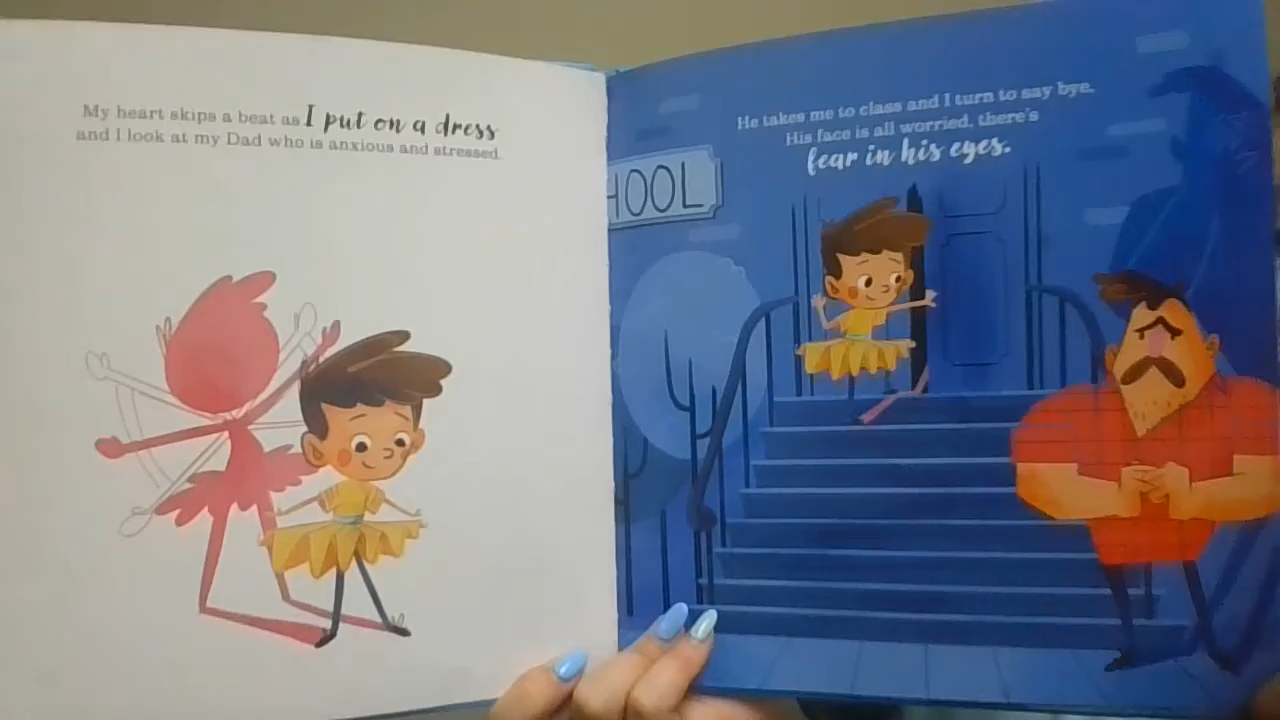 My heart skips a beat as I put on a dress
and I look at my Dad who is anxious and stressed.
He takes me to class and I turn to say bye.
His face is all worried, there's
fear in his eyes.
HOOL